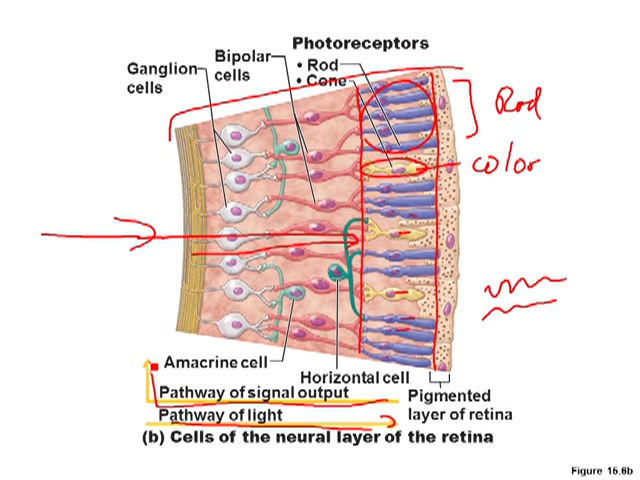 Photoreceptors
• Rod
• Cone
Bipolar
cells
Ganglion
cells
Rod
color
Amacrine cell
Horizontal cell
Pathway of signal output
Pathway of light
Pigmented
layer of retina
(b) Cells of the neural layer of the retina
Figure 15.6b